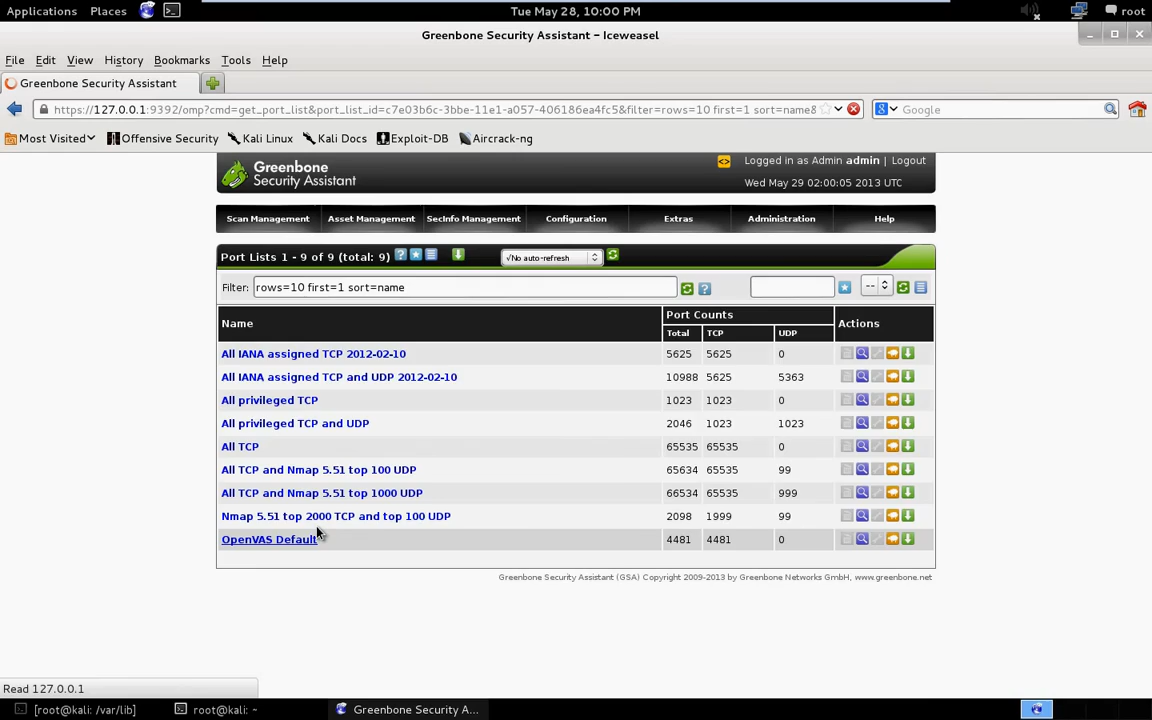 Applications Places Tue May 28, 10:00 PM root
Greenbone Security Assistant - Iceweasel
File Edit View History Bookmarks Tools Help
Greenbone Security Assistant
https://127.0.0.1:9392/omp?cmd=get_port_list&port_list_id=c7e03b6c-3bbe-11e1-a057-406186ea4fc5&filter=rows=10 first=1 sort=name& Google
Most Visited Offensive Security Kali Linux Kali Docs Exploit-DB Aircrack-ng
Greenbone
Security Assistant
Logged in as Admin admin | Logout
Wed May 29 02:00:05 2013 UTC
Scan Management Asset Management SecInfo Management Configuration Extras Administration Help
Port Lists 1 - 9 of 9 (total: 9) ? √No auto-refresh
Filter: rows=10 first=1 sort=name ? --
Name Port Counts Actions
Total TCP UDP
All IANA assigned TCP 2012-02-10 5625 5625 0
All IANA assigned TCP and UDP 2012-02-10 10988 5625 5363
All privileged TCP 1023 1023 0
All privileged TCP and UDP 2046 1023 1023
All TCP 65535 65535 0
All TCP and Nmap 5.51 top 100 UDP 65634 65535 99
All TCP and Nmap 5.51 top 1000 UDP 66534 65535 999
Nmap 5.51 top 2000 TCP and top 100 UDP 2098 1999 99
OpenVAS Default 4481 4481 0
Greenbone Security Assistant (GSA) Copyright 2009-2013 by Greenbone Networks GmbH, www.greenbone.net
Read 127.0.0.1
[root@kali: /var/lib] root@kali: ~ Greenbone Security A...